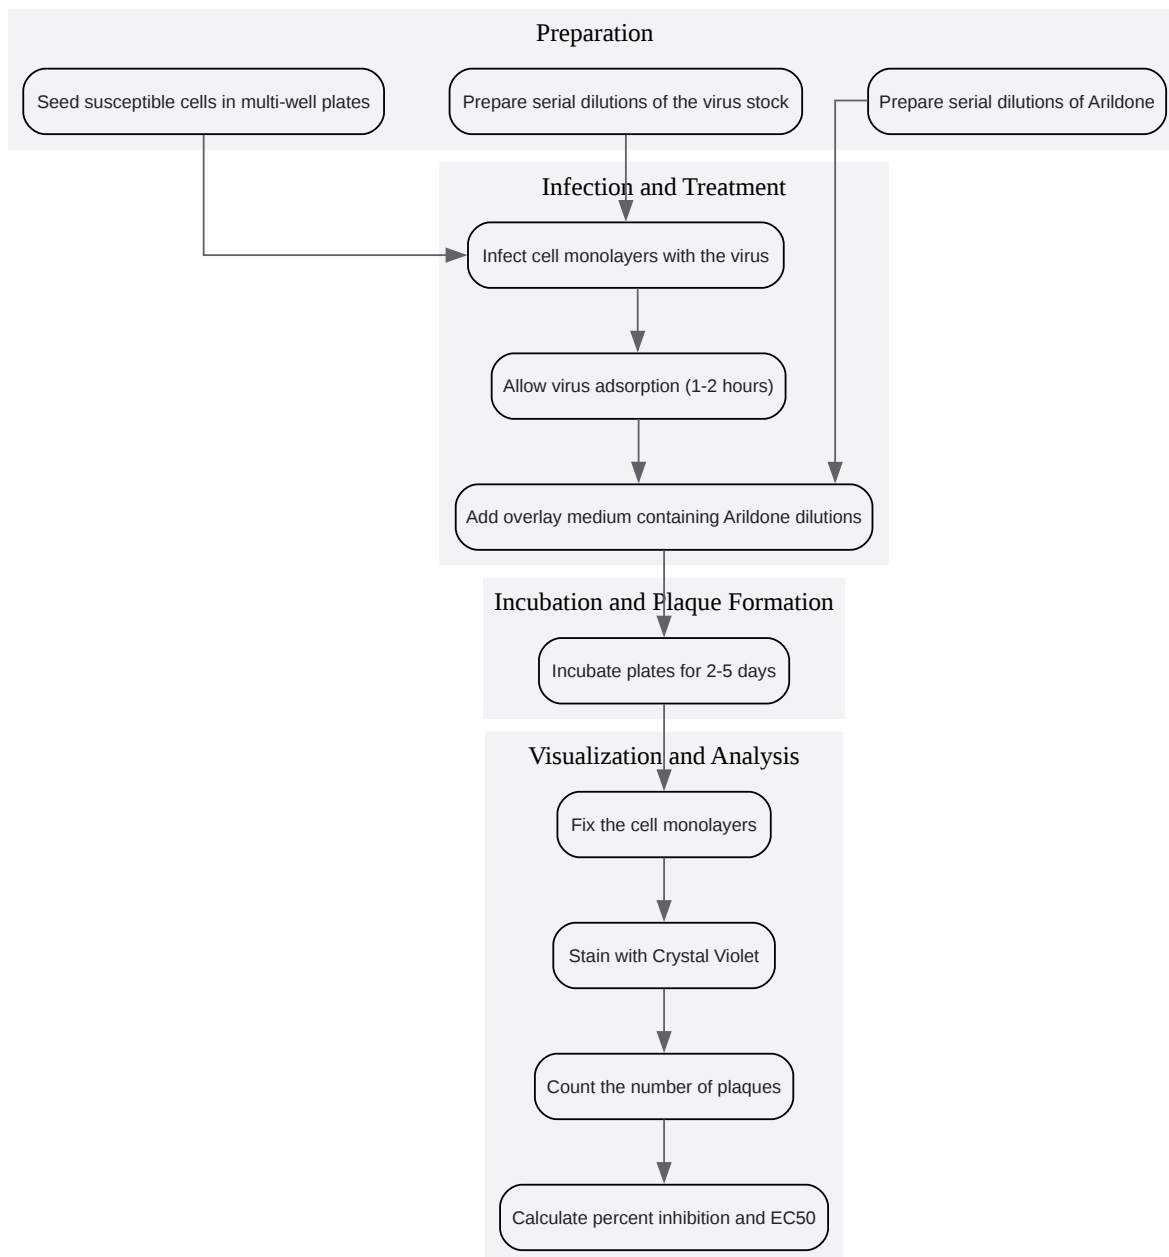 Preparation
Seed susceptible cells in multi-well plates
Prepare serial dilutions of the virus stock
Prepare serial dilutions of Arildone
Infection and Treatment
Infect cell monolayers with the virus
Allow virus adsorption (1-2 hours)
Add overlay medium containing Arildone dilutions
Incubation and Plaque Formation
Incubate plates for 2-5 days
Visualization and Analysis
Fix the cell monolayers
Stain with Crystal Violet
Count the number of plaques
Calculate percent inhibition and EC50